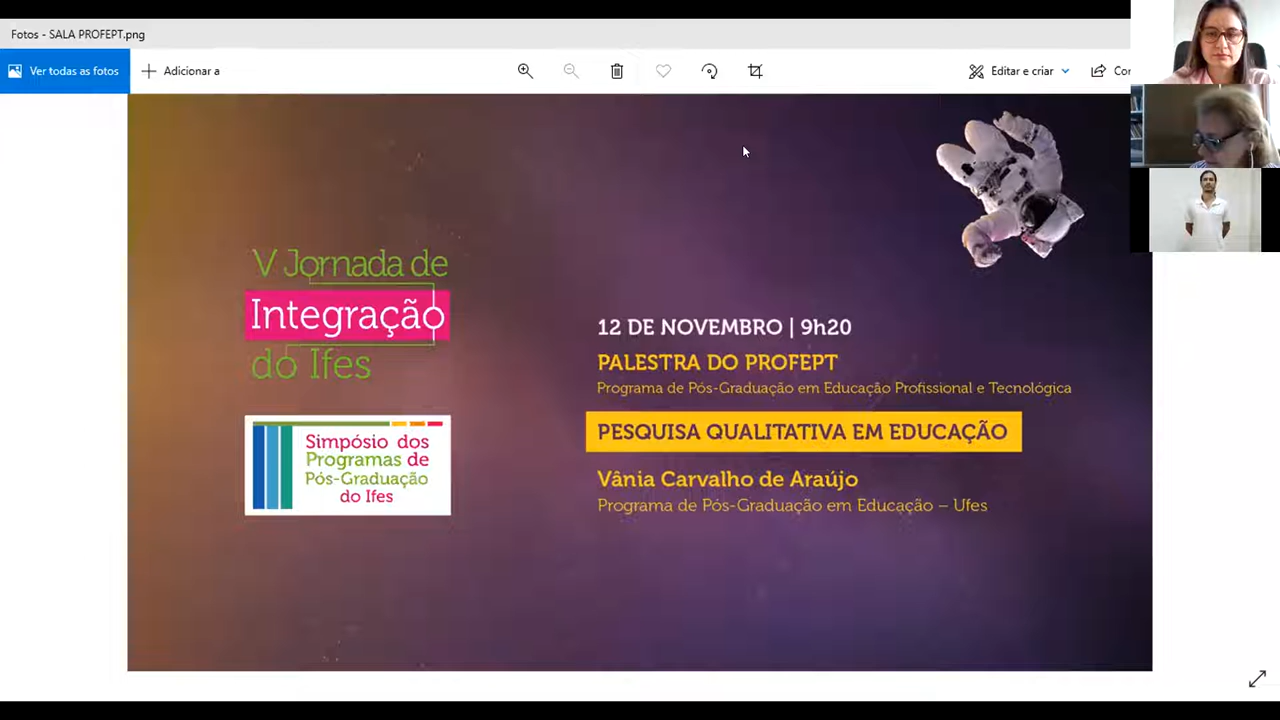 Fotos - SALA PROFEPT.png
Ver todas as fotos
Adicionar a
Editar e criar
V Jornada de
Integração
do Ifes
Simpósio dos
Programas de
Pós-Graduação
do Ifes
12 DE NOVEMBRO | 9h20
PALESTRA DO PROFEPT
Programa de Pós-Graduação em Educação Profissional e Tecnológica
PESQUISA QUALITATIVA EM EDUCAÇÃO
Vânia Carvalho de Araújo
Programa de Pós-Graduação em Educação – Ufes